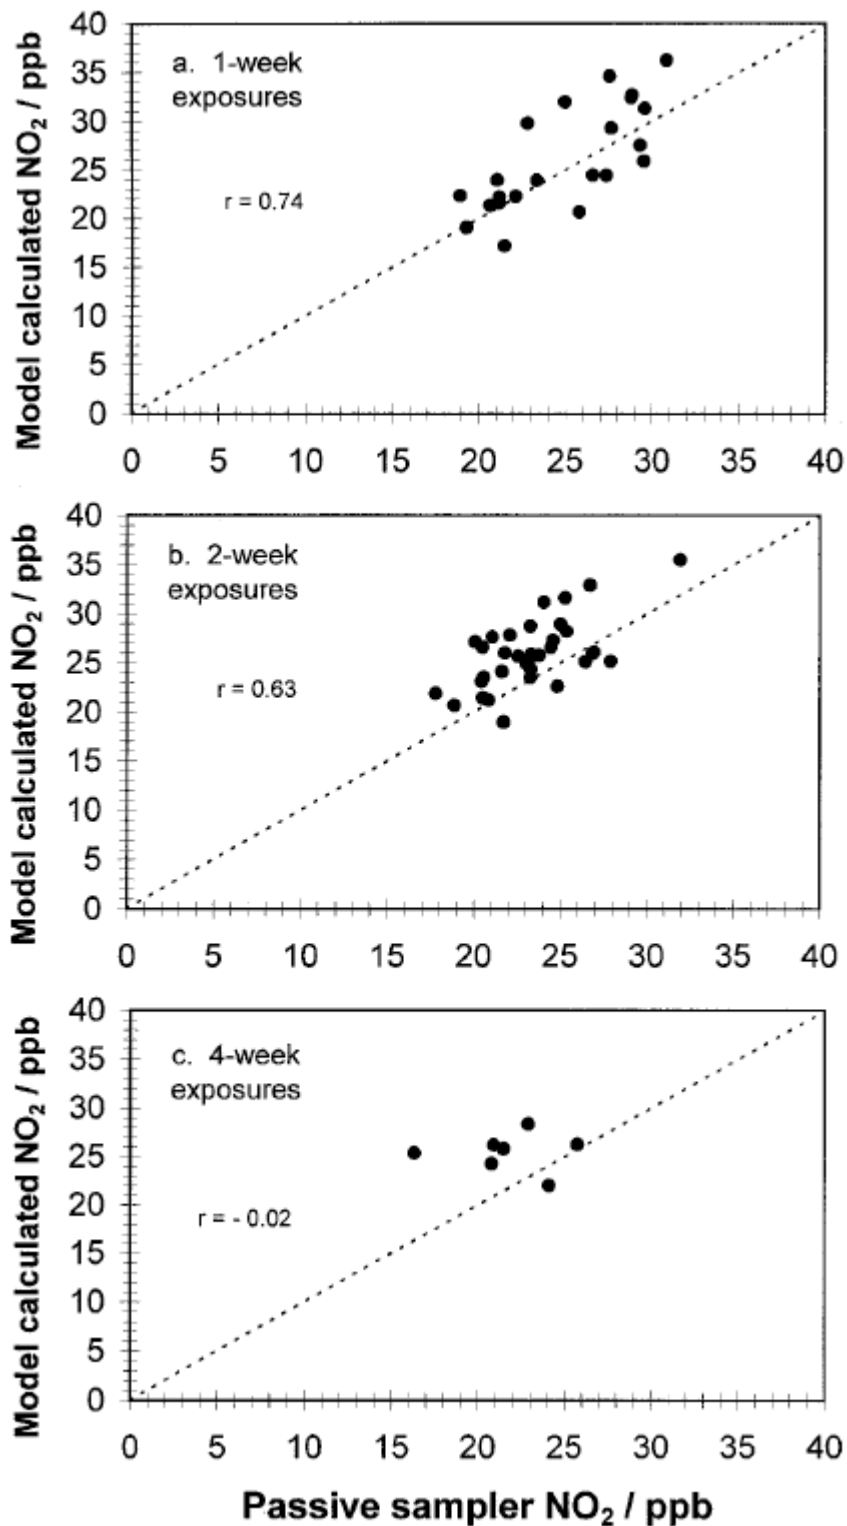 Model calculated NO₂ / ppb
40
35
30
25
20
15
10
5
0
a. 1-week
exposures
r = 0.74
0 5 10 15 20 25 30 35 40
Model calculated NO₂ / ppb
40
35
30
25
20
15
10
5
0
b. 2-week
exposures
r = 0.63
0 5 10 15 20 25 30 35 40
Model calculated NO₂ / ppb
40
35
30
25
20
15
10
5
0
c. 4-week
exposures
r = - 0.02
0 5 10 15 20 25 30 35 40
Passive sampler NO₂ / ppb